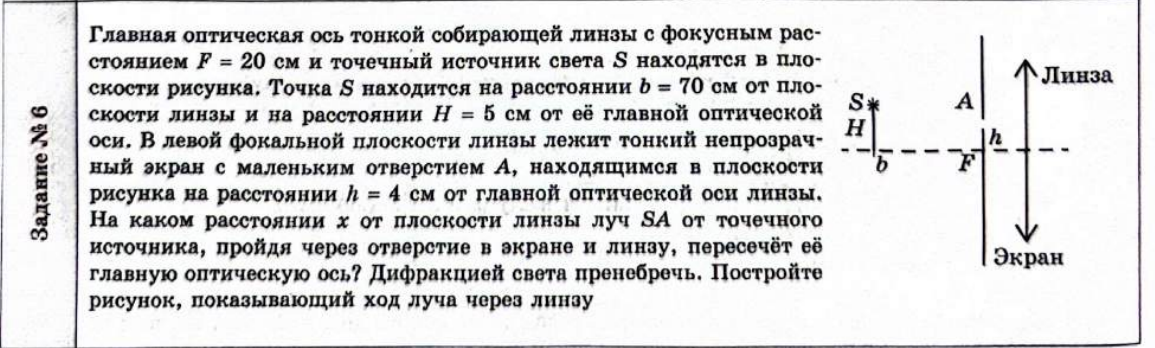 Задание № 6
Главная оптическая ось тонкой собирающей линзы с фокусным рас-
стоянием F = 20 см и точечный источник света S находятся в пло-
скости рисунка. Точка S находится на расстоянии b = 70 см от пло-
скости линзы и на расстоянии H = 5 см от её главной оптической
оси. В левой фокальной плоскости линзы лежит тонкий непрозрач-
ный экран с маленьким отверстием A, находящимся в плоскости
рисунка на расстоянии h = 4 см от главной оптической оси линзы.
На каком расстоянии x от плоскости линзы луч SA от точечного
источника, пройдя через отверстие в экране и линзу, пересечёт её
главную оптическую ось? Дифракцией света пренебречь. Постройте
рисунок, показывающий ход луча через линзу
Линза
S
A
H
h
b
F
Экран